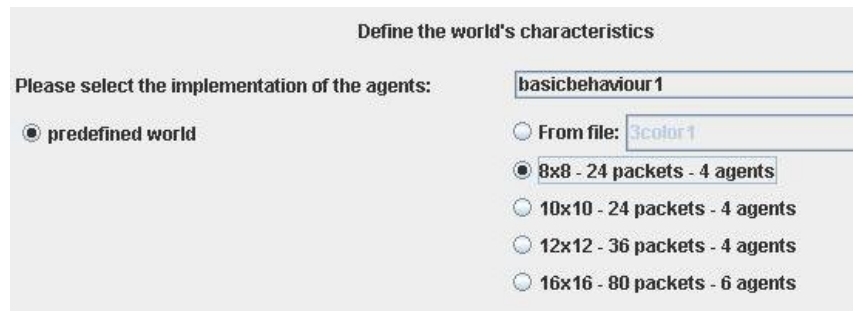 Define the world's characteristics
Please select the implementation of the agents: basicbehaviour1
predefined world From file: 3color1
8x8 - 24 packets - 4 agents
10x10 - 24 packets - 4 agents
12x12 - 36 packets - 4 agents
16x16 - 80 packets - 6 agents